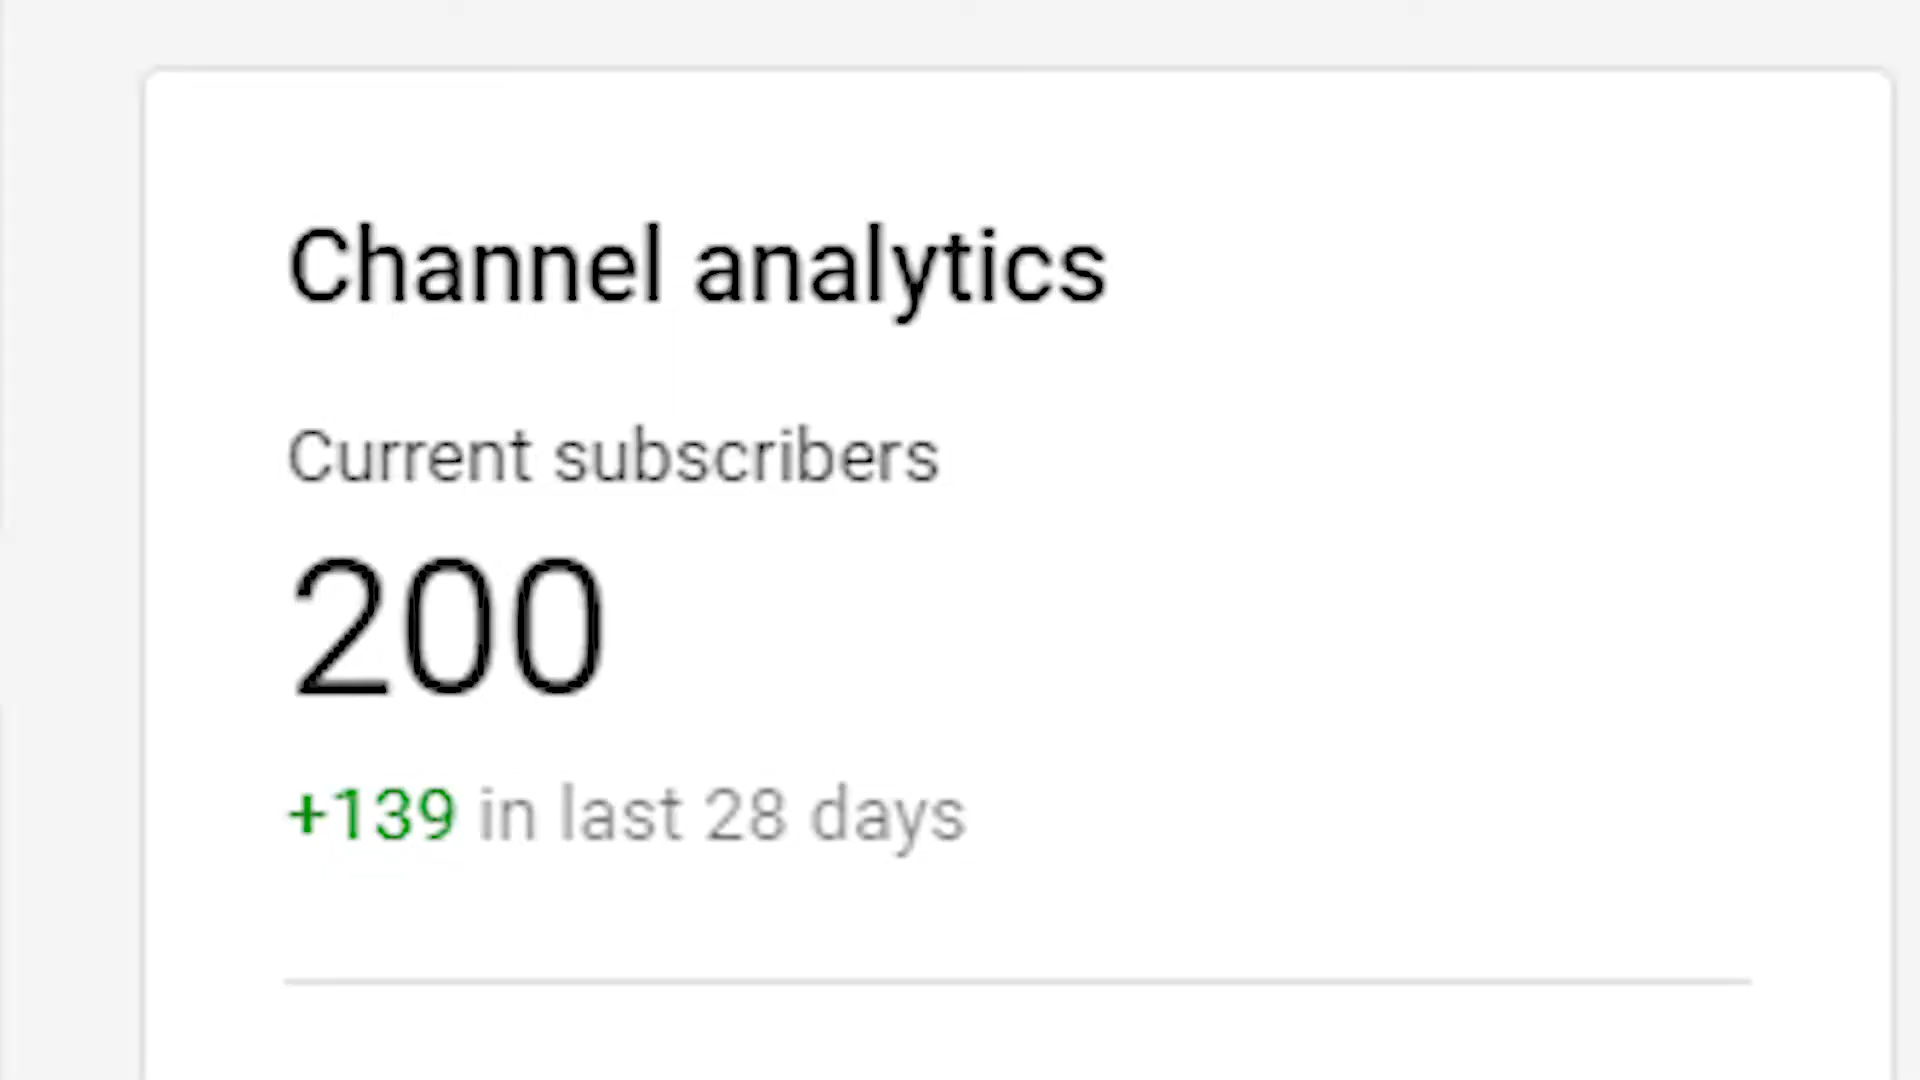 Channel analytics
Current subscribers
200
+139 in last 28 days